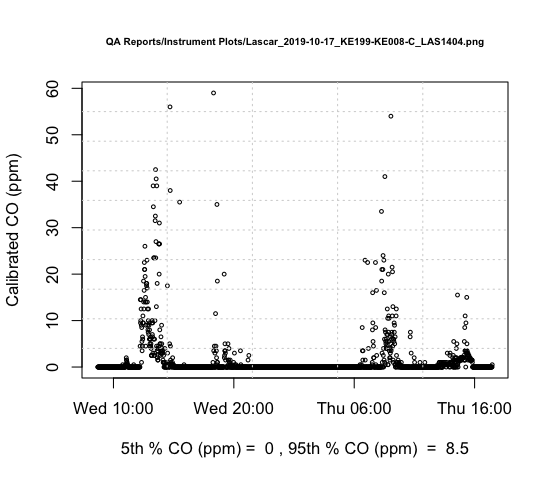 QA Reports/Instrument Plots/Lascar_2019-10-17_KE199-KE008-C_LAS1404.png
Calibrated CO (ppm)
60
50
40
30
20
10
0
Wed 10:00 Wed 20:00 Thu 06:00 Thu 16:00
5th % CO (ppm) = 0 , 95th % CO (ppm) = 8.5